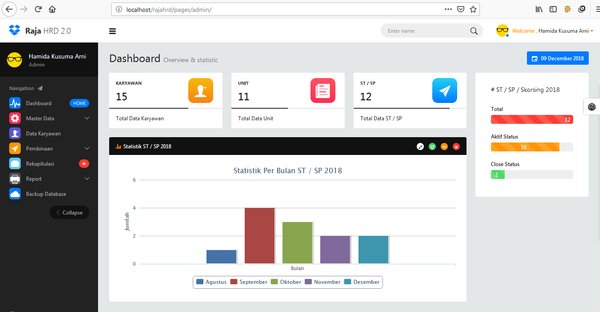 localhost/rajahrd/pages/admin/
Raja HRD 2.0
Enter name
Welcome , Hamida Kusuma Arni
Hamida Kusuma Arni
Admin
Navigation
Dashboard HOME
Master Data
Data Karyawan
Pembinaan
Rekapitulasi
Report
Backup Database
Collapse
Dashboard Overview & statistic
09 December 2018
KARYAWAN
15
Total Data Karyawan
UNIT
11
Total Data Unit
ST / SP
12
Total Data ST / SP
# ST / SP / Skorsing 2018
Total
12
Aktif Status
10
Close Status
2
Statistik ST / SP 2018
Statistik Per Bulan ST / SP 2018
Jumlah
6
4
2
0
Bulan
Agustus September Oktober November Desember